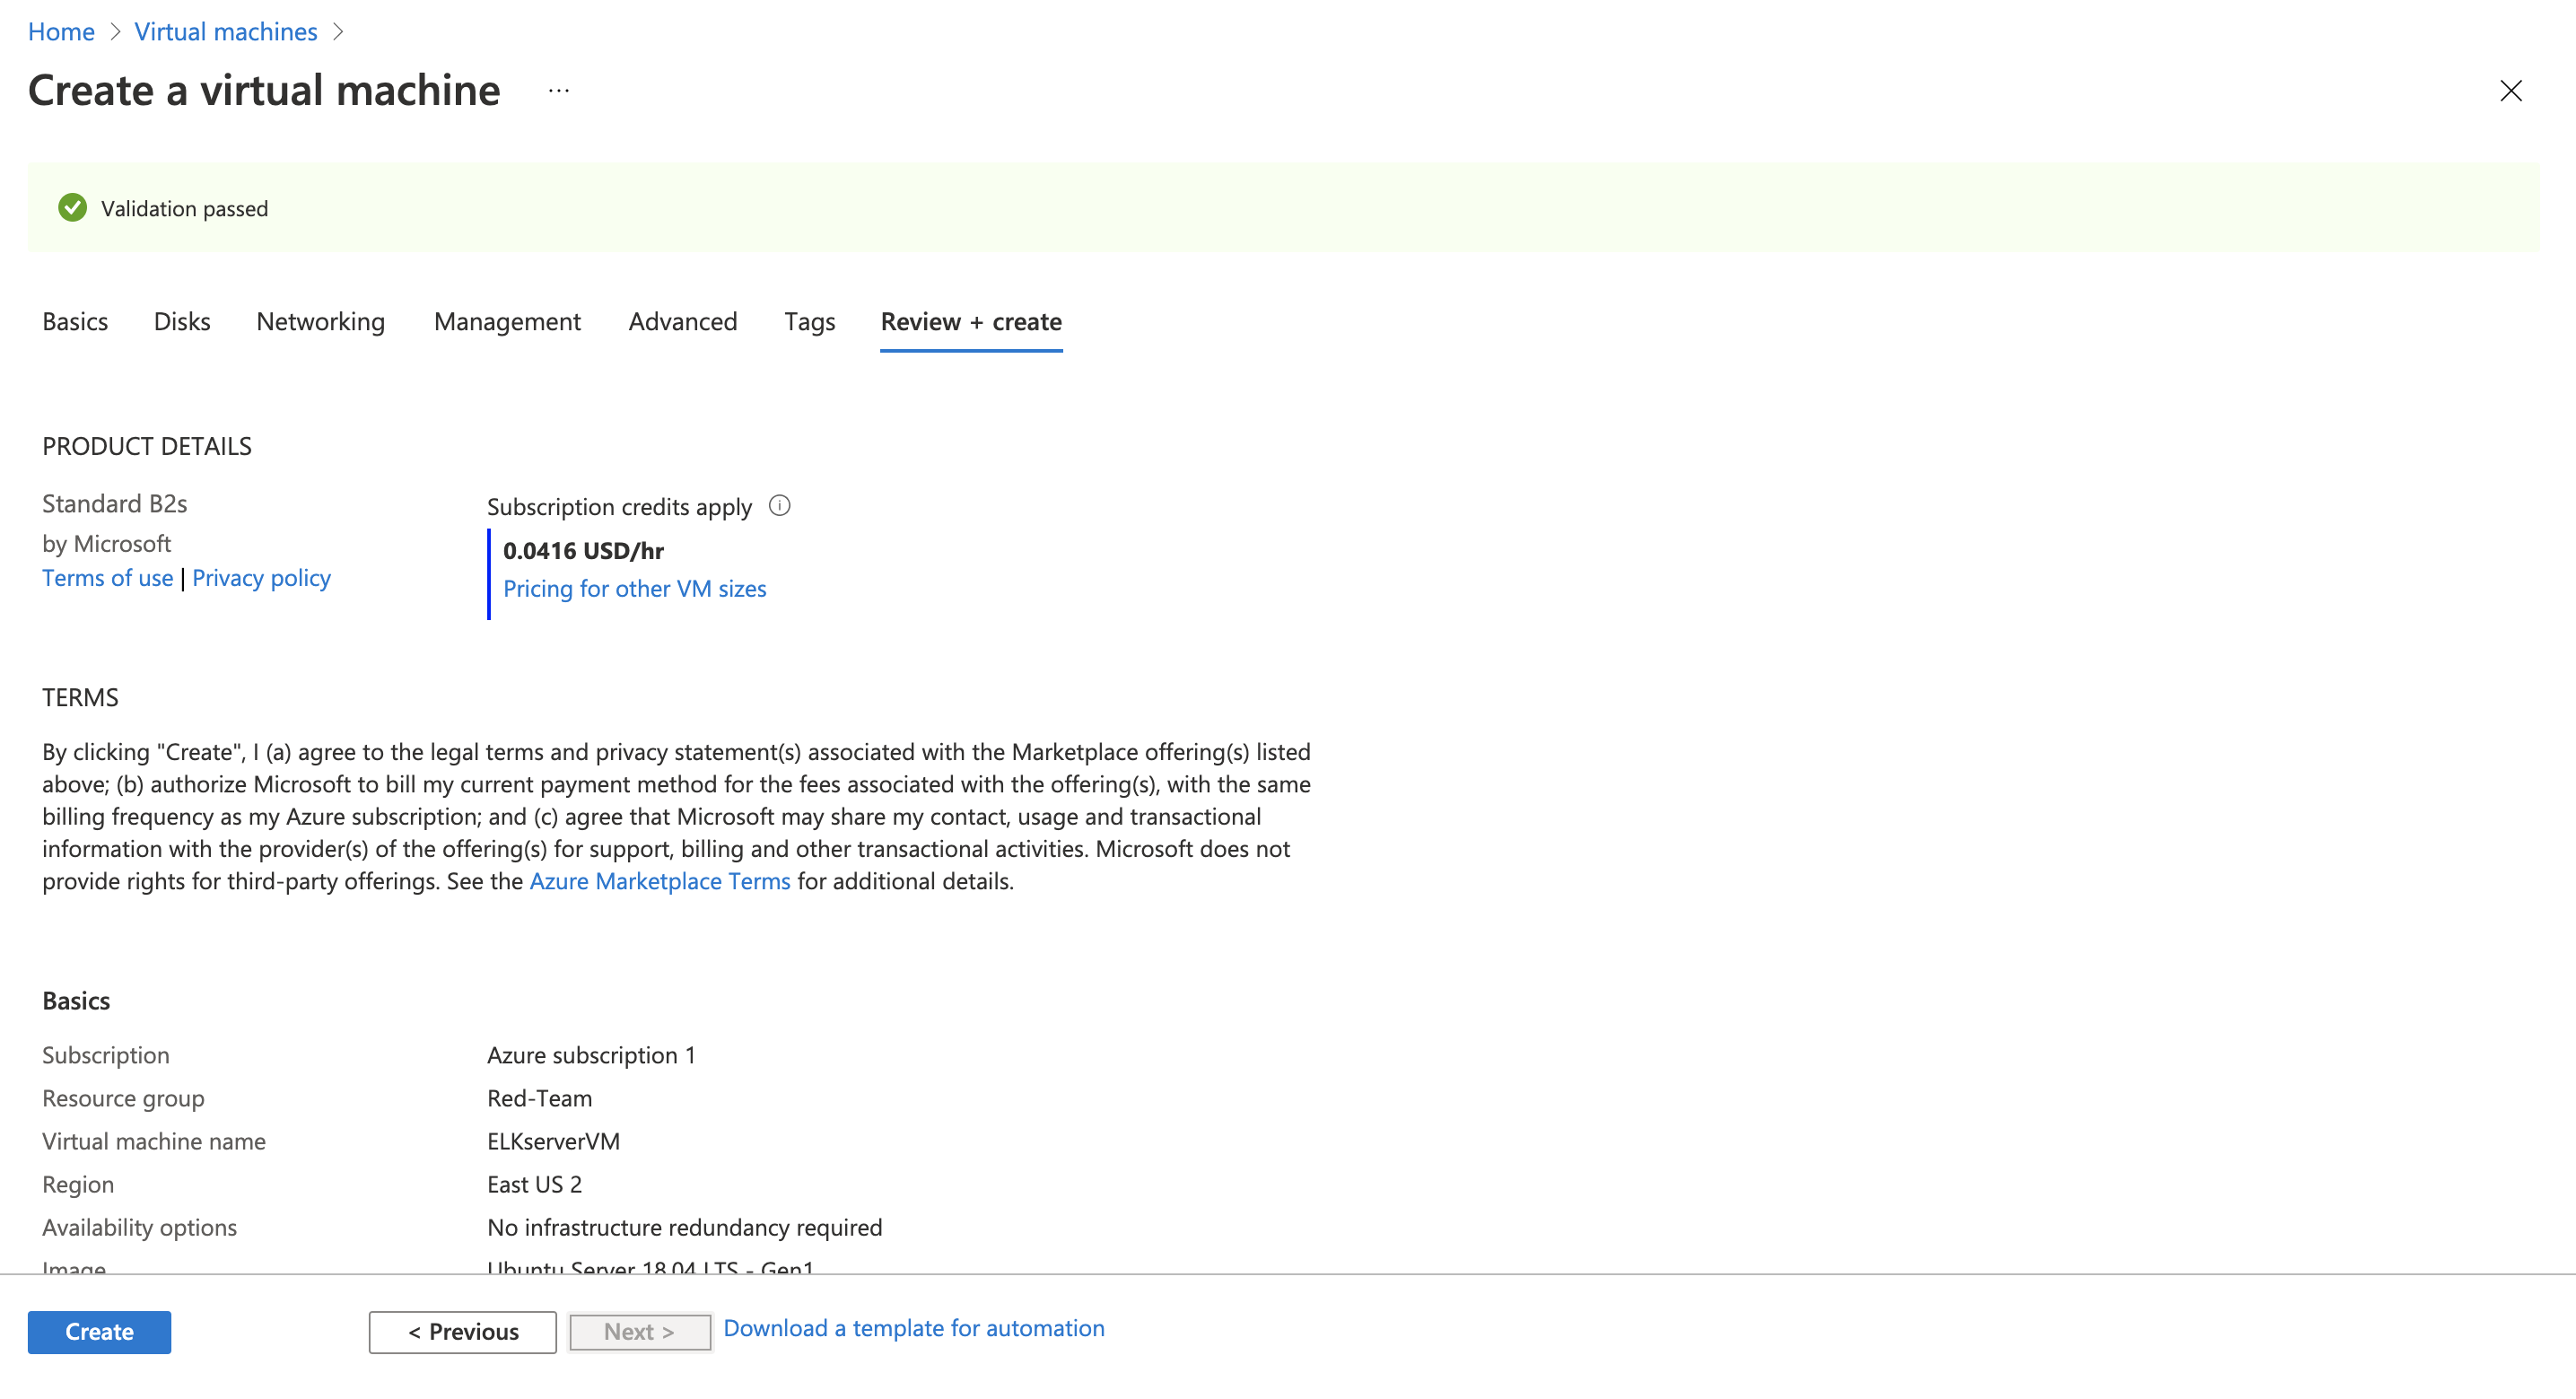 Home > Virtual machines >
Create a virtual machine ...
Validation passed
Basics Disks Networking Management Advanced Tags Review + create
PRODUCT DETAILS
Standard B2s
by Microsoft
Terms of use | Privacy policy
Subscription credits apply
0.0416 USD/hr
Pricing for other VM sizes
TERMS
By clicking "Create", I (a) agree to the legal terms and privacy statement(s) associated with the Marketplace offering(s) listed
above; (b) authorize Microsoft to bill my current payment method for the fees associated with the offering(s), with the same
billing frequency as my Azure subscription; and (c) agree that Microsoft may share my contact, usage and transactional
information with the provider(s) of the offering(s) for support, billing and other transactional activities. Microsoft does not
provide rights for third-party offerings. See the Azure Marketplace Terms for additional details.
Basics
Subscription Azure subscription 1
Resource group Red-Team
Virtual machine name ELKserverVM
Region East US 2
Availability options No infrastructure redundancy required
Image Ubuntu Server 18.04 LTS - Gen1
Create < Previous Next > Download a template for automation